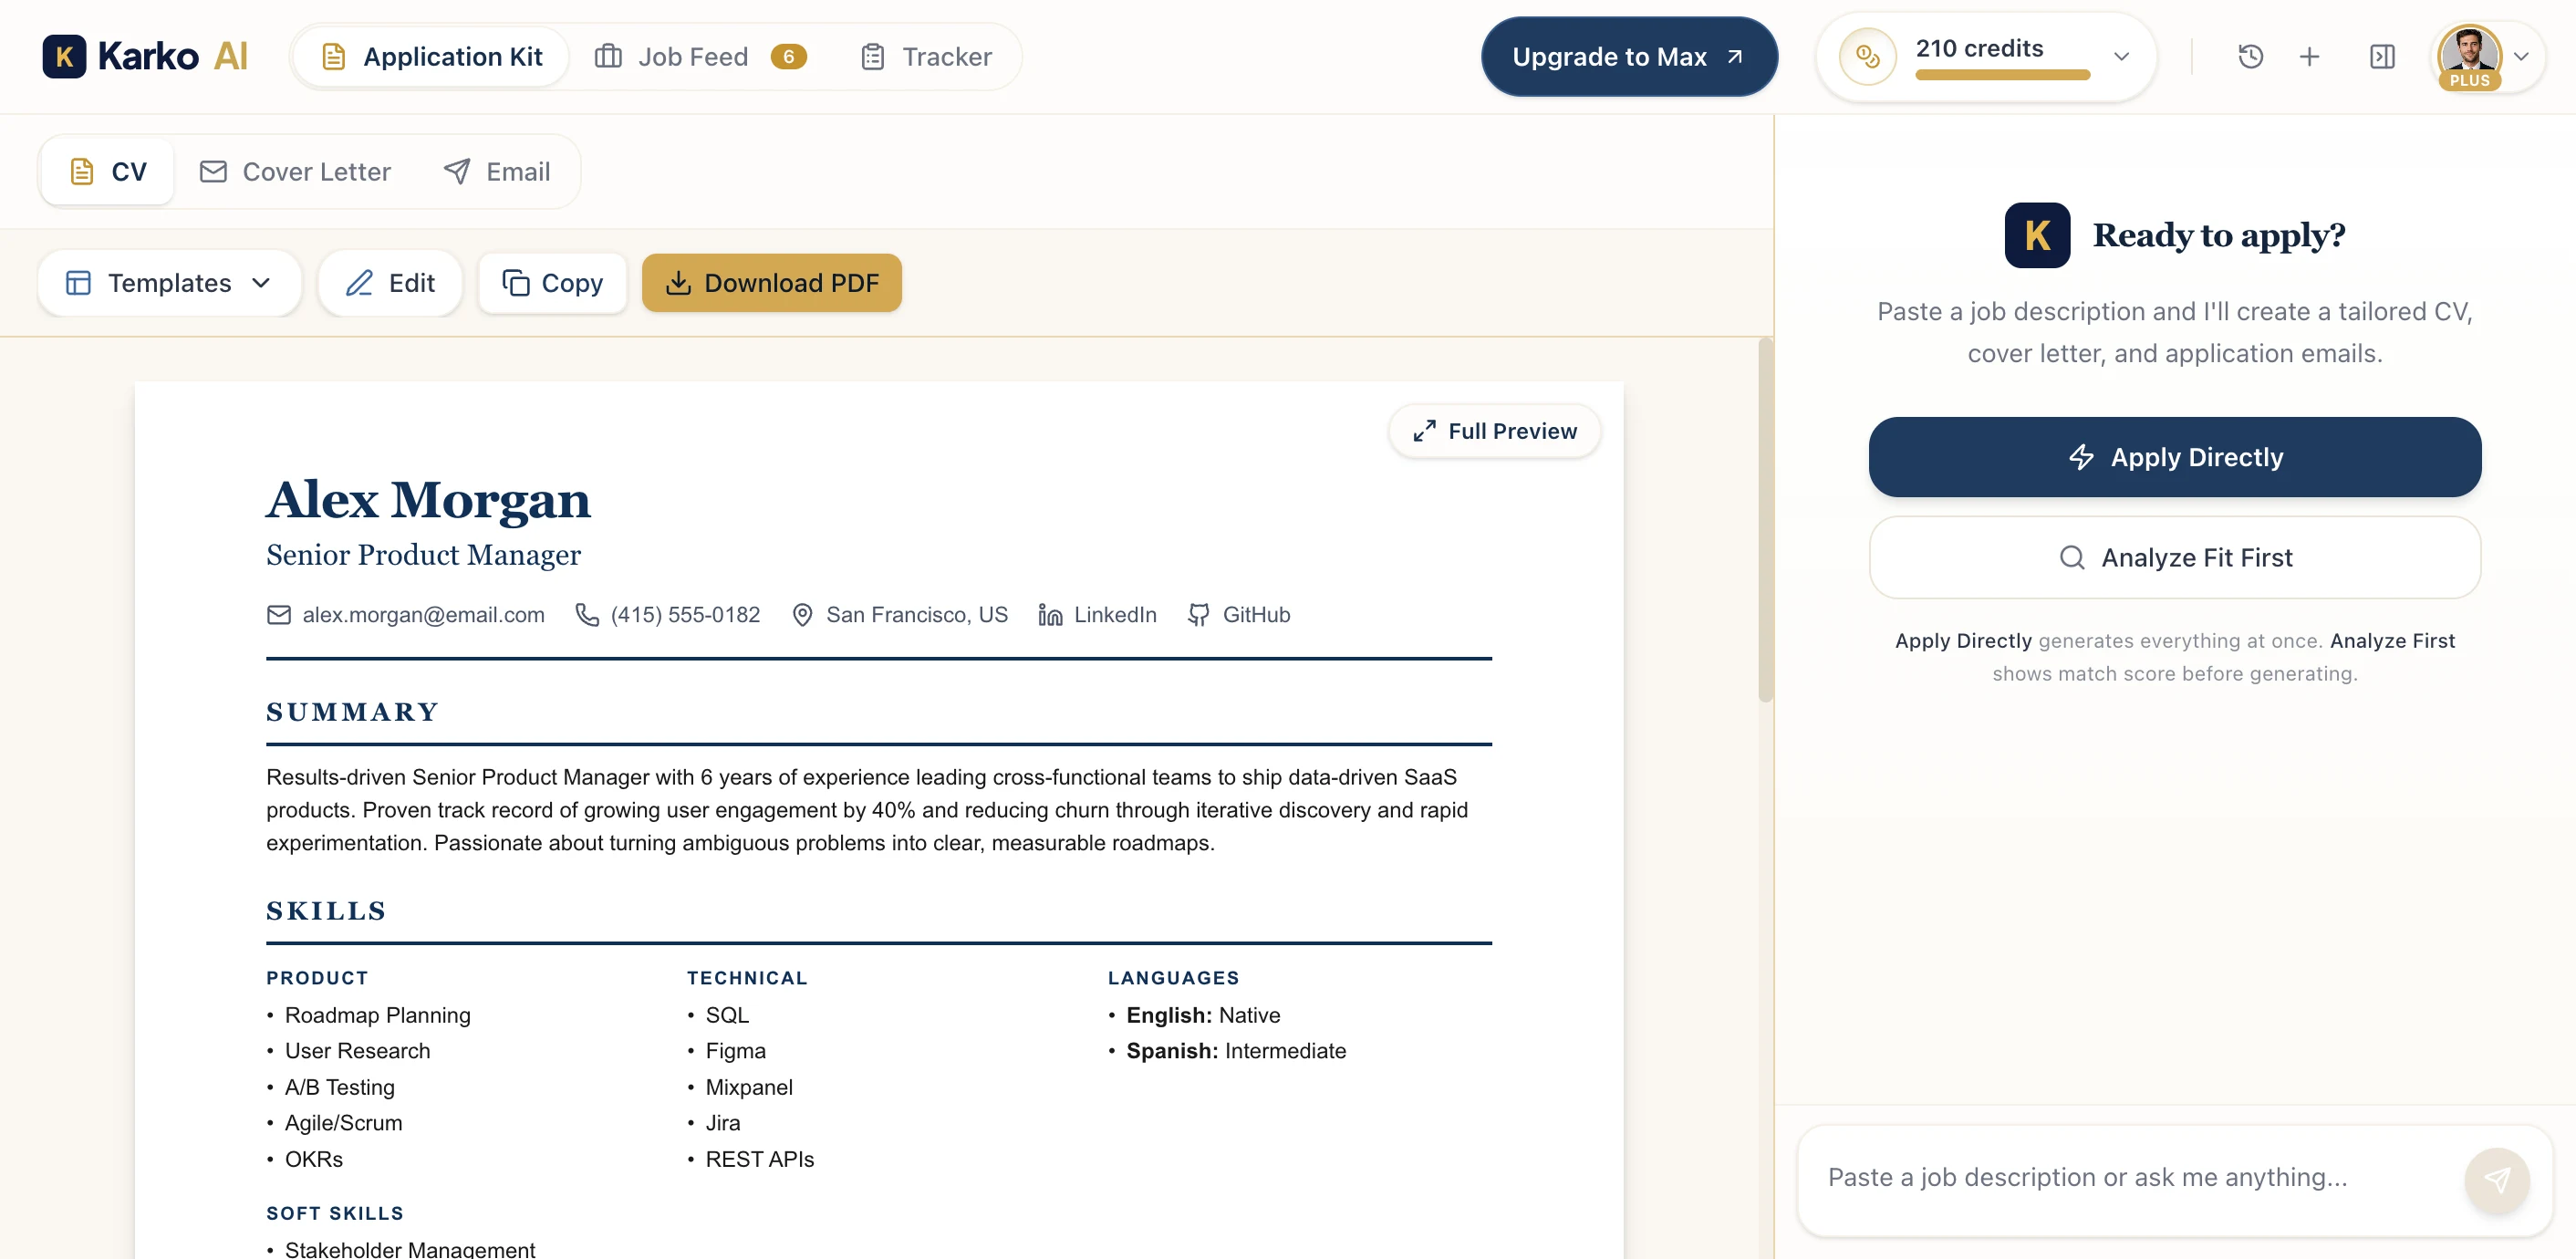 K Karko AI
Application Kit
Job Feed 6
Tracker
Upgrade to Max
210 credits
PLUS
CV
Cover Letter
Email
Templates
Edit
Copy
Download PDF
Full Preview
Alex Morgan
Senior Product Manager
alex.morgan@email.com (415) 555-0182 San Francisco, US LinkedIn GitHub
SUMMARY
Results-driven Senior Product Manager with 6 years of experience leading cross-functional teams to ship data-driven SaaS
products. Proven track record of growing user engagement by 40% and reducing churn through iterative discovery and rapid
experimentation. Passionate about turning ambiguous problems into clear, measurable roadmaps.
SKILLS
PRODUCT
• Roadmap Planning
• User Research
• A/B Testing
• Agile/Scrum
• OKRs
TECHNICAL
• SQL
• Figma
• Mixpanel
• Jira
• REST APIs
LANGUAGES
• English: Native
• Spanish: Intermediate
SOFT SKILLS
• Stakeholder Management
K Ready to apply?
Paste a job description and I'll create a tailored CV,
cover letter, and application emails.
Apply Directly
Analyze Fit First
Apply Directly generates everything at once. Analyze First
shows match score before generating.
Paste a job description or ask me anything...